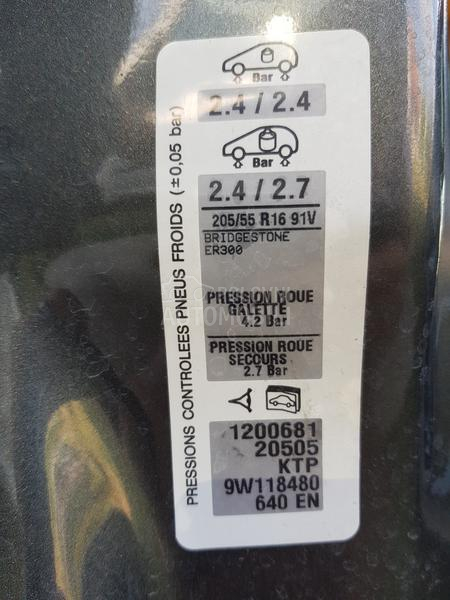 PRESSIONS CONTROLEES PNEUS FROIDS (±0,05 bar)
Bar
2.4 / 2.4
Bar
2.4 / 2.7
205/55 R16 91V
BRIDGESTONE
ER300
PRESSION ROUE
GALETTE
4.2 Bar
PRESSION ROUE
SECOURS
2.7 Bar
1200681
20505
KTP
9W118480
640 EN